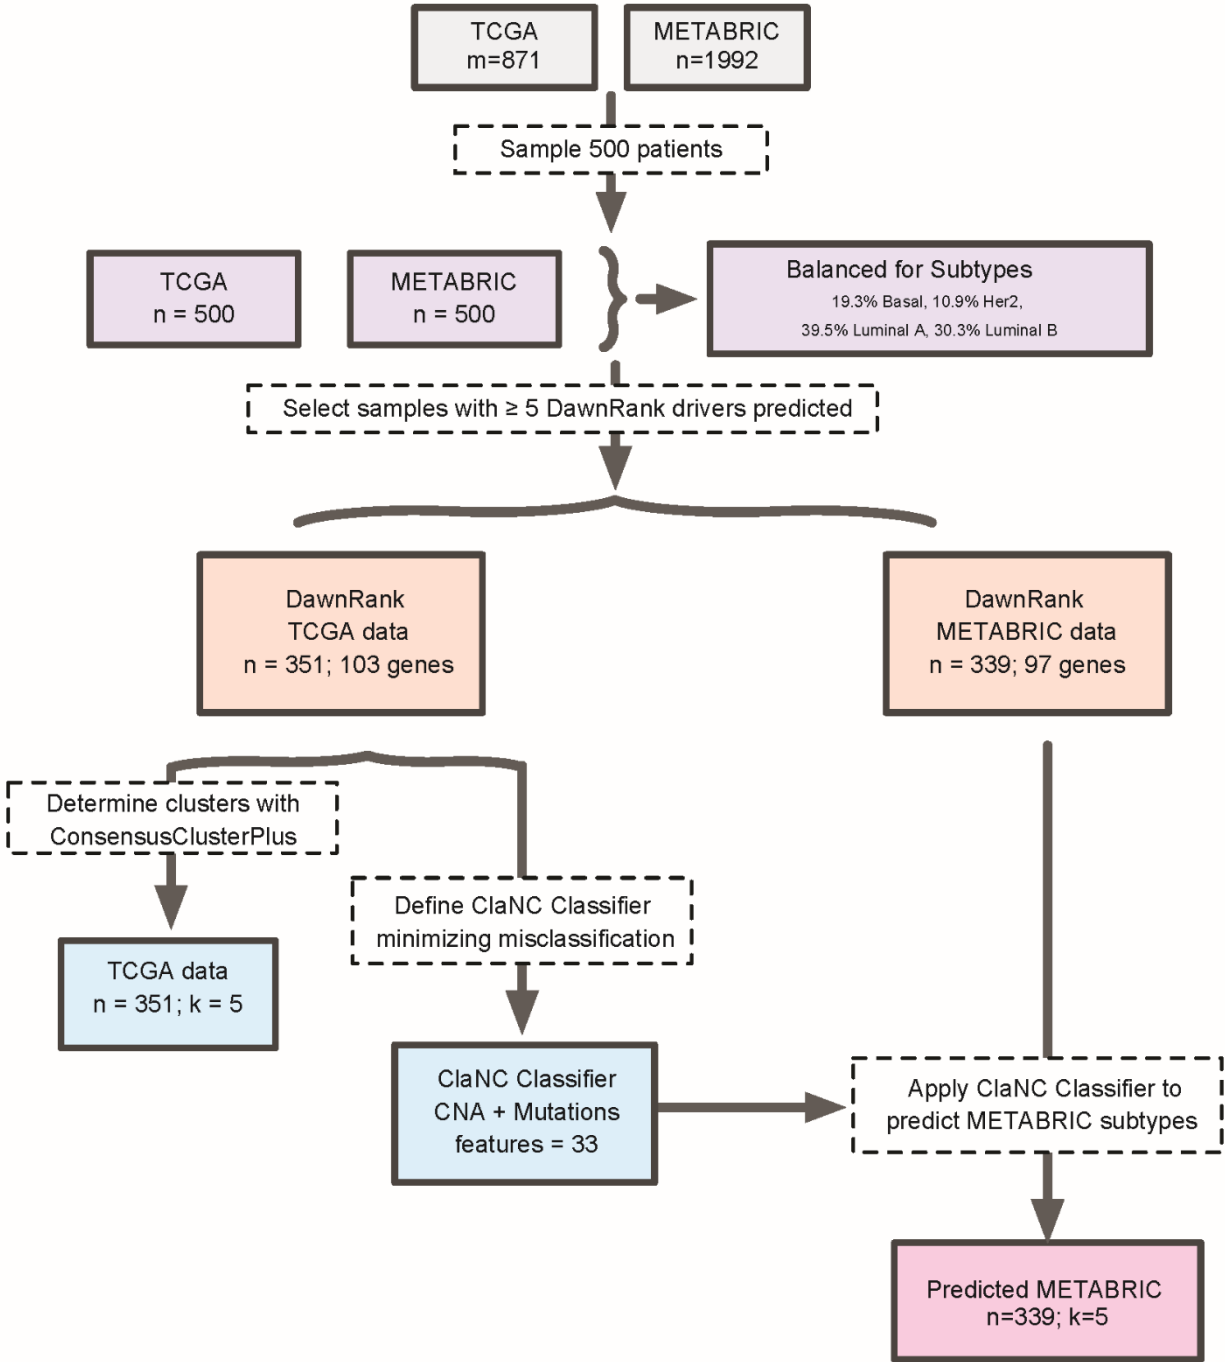 TCGA
m=871
METABRIC
n=1992
Sample 500 patients
TCGA
n = 500
METABRIC
n = 500
Balanced for Subtypes
19.3% Basal, 10.9% Her2,
39.5% Luminal A, 30.3% Luminal B
Select samples with ≥ 5 DawnRank drivers predicted
DawnRank
TCGA data
n = 351; 103 genes
DawnRank
METABRIC data
n = 339; 97 genes
Determine clusters with
ConsensusClusterPlus
Define ClaNC Classifier
minimizing misclassification
TCGA data
n = 351; k = 5
ClaNC Classifier
CNA + Mutations
features = 33
Apply ClaNC Classifier to
predict METABRIC subtypes
Predicted METABRIC
n=339; k=5